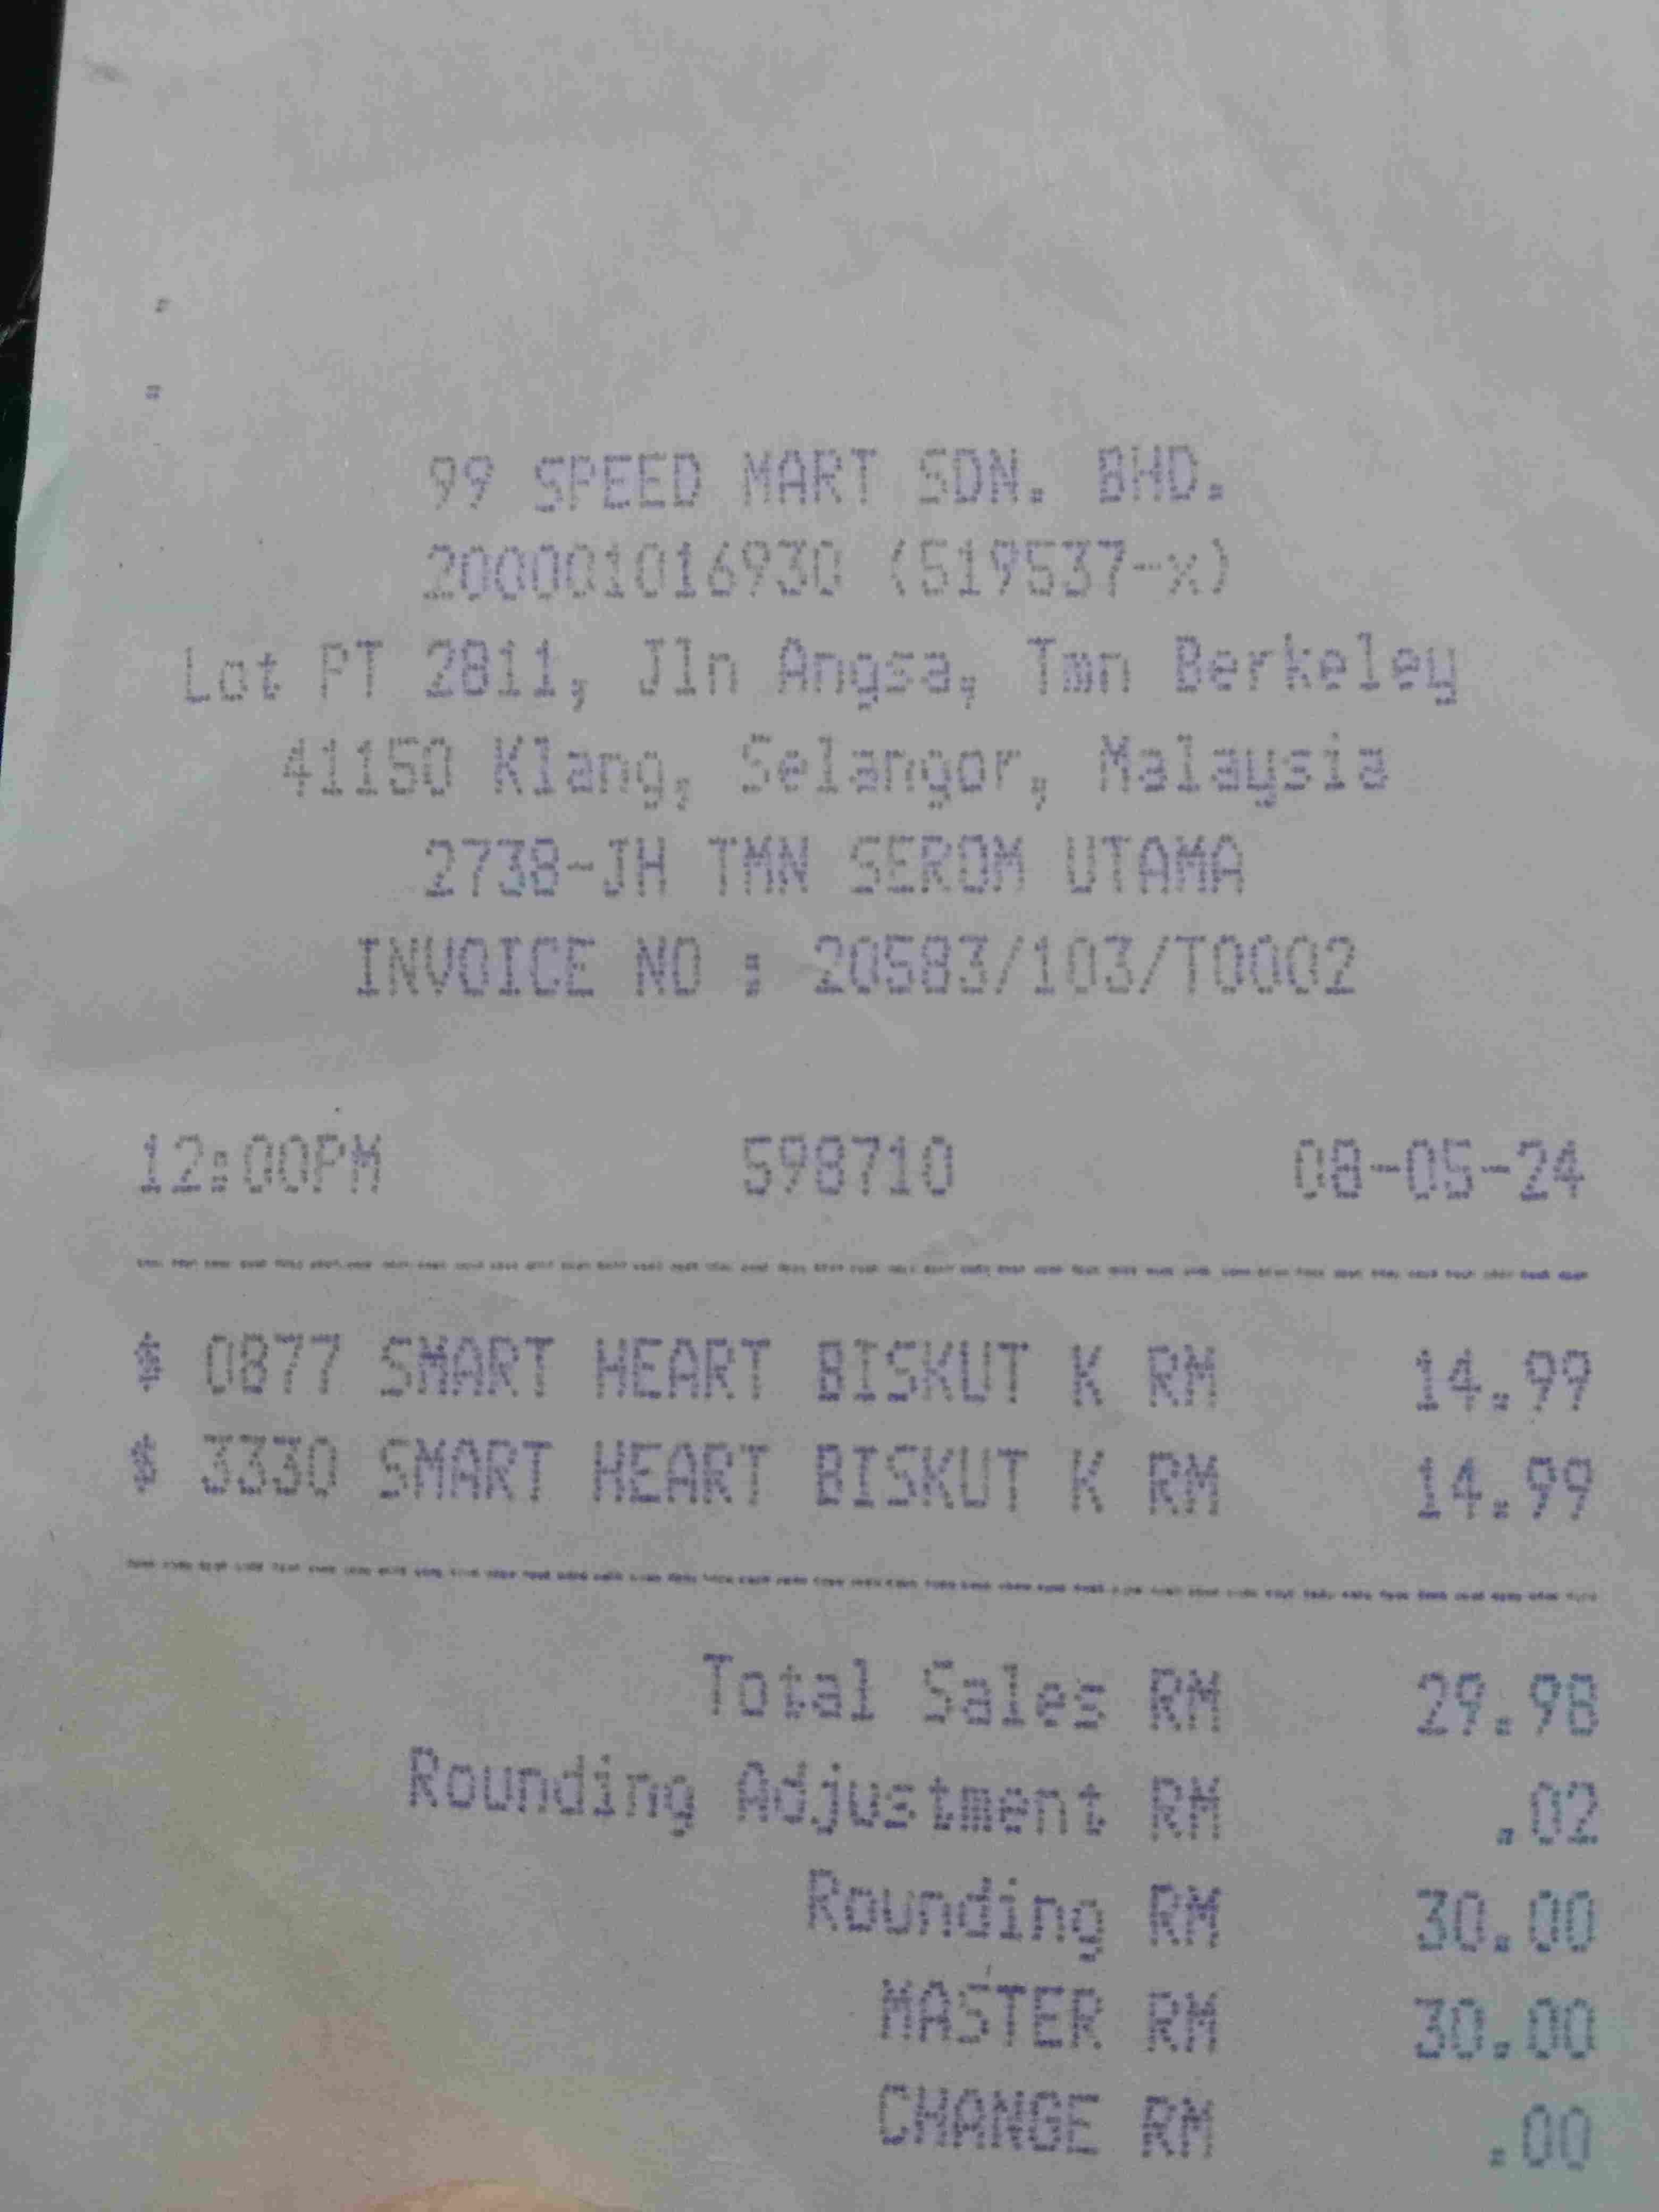 99 SPEED MART SDN. BHD.
200001016930 (519537-X)
Lot PT 2811, Jln Angsa, Tmn Berkeley
41150 Klang, Selangor, Malaysia
2738-JH TMN SEROM UTAMA
INVOICE NO : 20583/103/T0002
12:00PM 598710 08-05-24
# 0877 SMART HEART BISKUT K RM 14.99
# 3330 SMART HEART BISKUT K RM 14.99
Total Sales RM 29.98
Rounding Adjustment RM .02
Rounding RM 30.00
MASTER RM 30.00
CHANGE RM .00